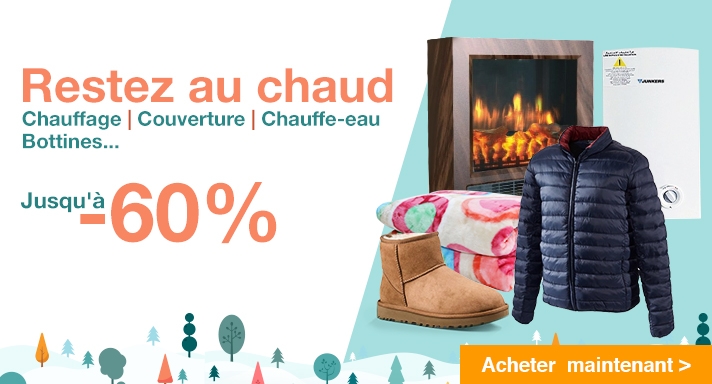 Restez au chaud
Chauffage | Couverture | Chauffe-eau
Bottines...
Jusqu'à
-60%
JUNKERS
Acheter maintenant >